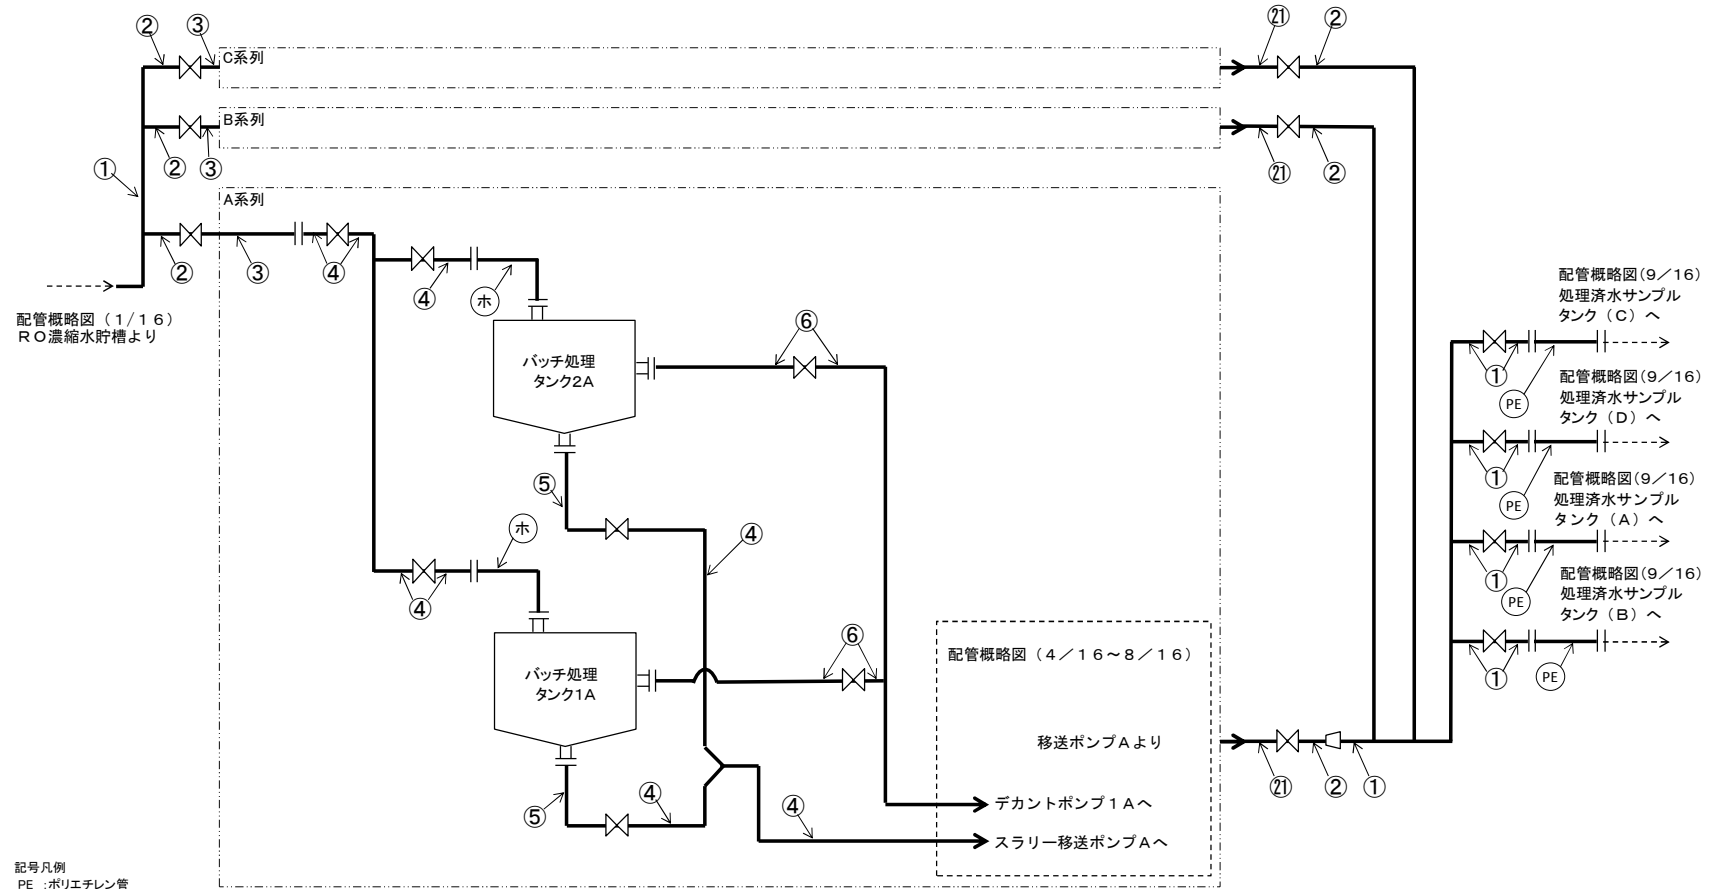 ② ③ ㉑ ②
C系列
B系列
② ③ ㉑ ②
①
A系列
② ③ ④ ④ ホ
配管概略図（１/１６）
ＲＯ濃縮水貯槽より
バッチ処理
タンク2A
⑥
⑤
ホ
④
④
バッチ処理
タンク1A
⑥
⑤
④
④
配管概略図（４／１６～８／１６）
移送ポンプＡより
デカントポンプ１Ａへ
スラリー移送ポンプＡへ
㉑ ② ①
配管概略図(９／１６)
処理済水サンプル
タンク（Ｃ）へ
①
PE
配管概略図(９／１６)
処理済水サンプル
タンク（Ｄ）へ
①
PE
配管概略図(９／１６)
処理済水サンプル
タンク（Ａ）へ
①
PE
配管概略図(９／１６)
処理済水サンプル
タンク（Ｂ）へ
①
PE
記号凡例
PE ：ポリエチレン管